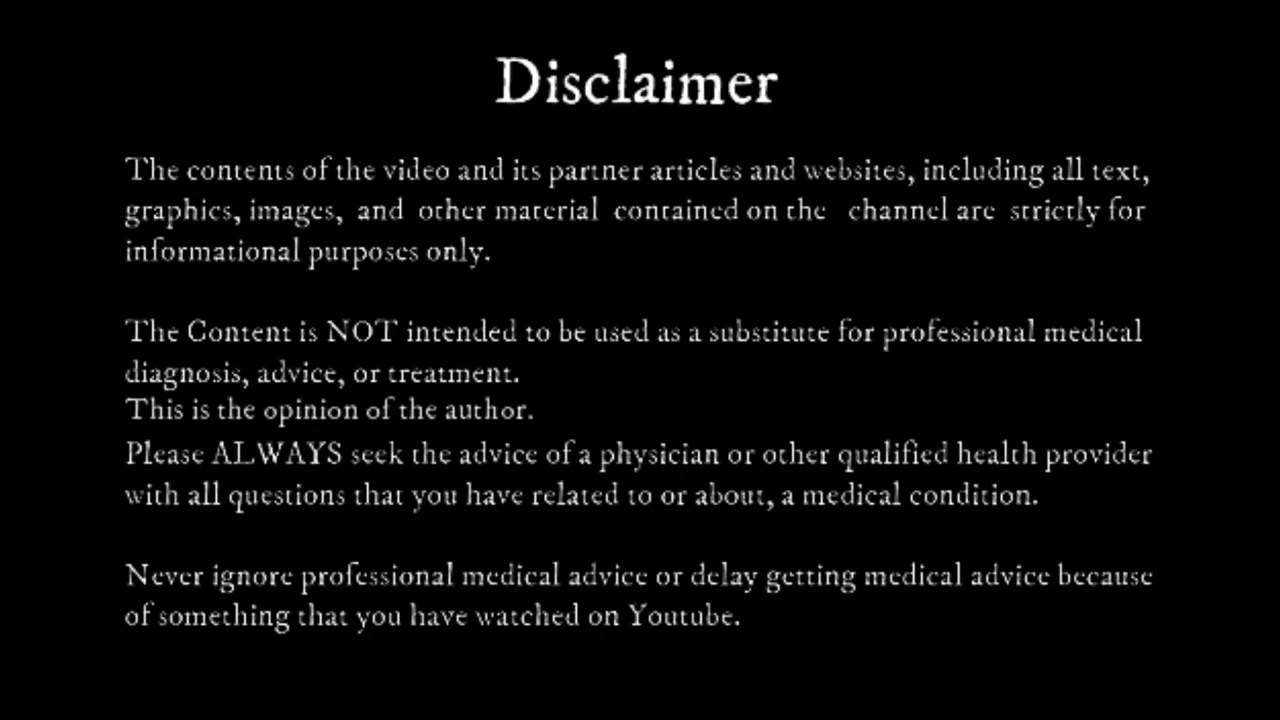 Disclaimer
The contents of the video and its partner articles and websites, including all text,
graphics, images, and other material contained on the channel are strictly for
informational purposes only.
The Content is NOT intended to be used as a substitute for professional medical
diagnosis, advice, or treatment.
This is the opinion of the author.
Please ALWAYS seek the advice of a physician or other qualified health provider
with all questions that you have related to or about, a medical condition.
Never ignore professional medical advice or delay getting medical advice because
of something that you have watched on Youtube.